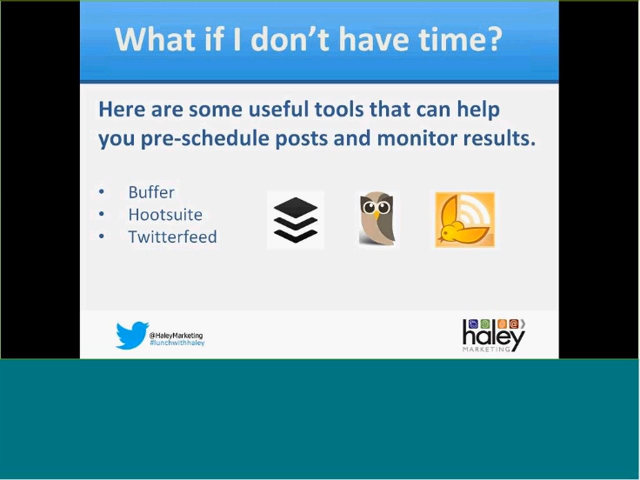 What if I don't have time?
Here are some useful tools that can help
you pre-schedule posts and monitor results.
• Buffer
• Hootsuite
• Twitterfeed
@HaleyMarketing
#lunchwithhaley
haley
MARKETING